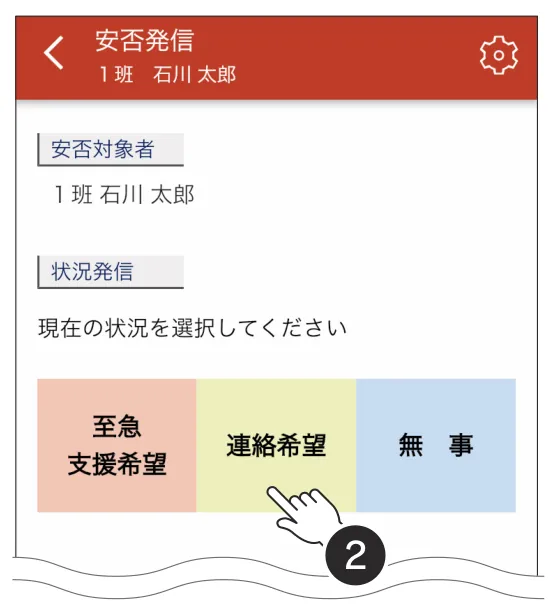 安否発信
1班　石川 太郎
安否対象者
1班 石川 太郎
状況発信
現在の状況を選択してください
至急
支援希望
連絡希望
無　事
2